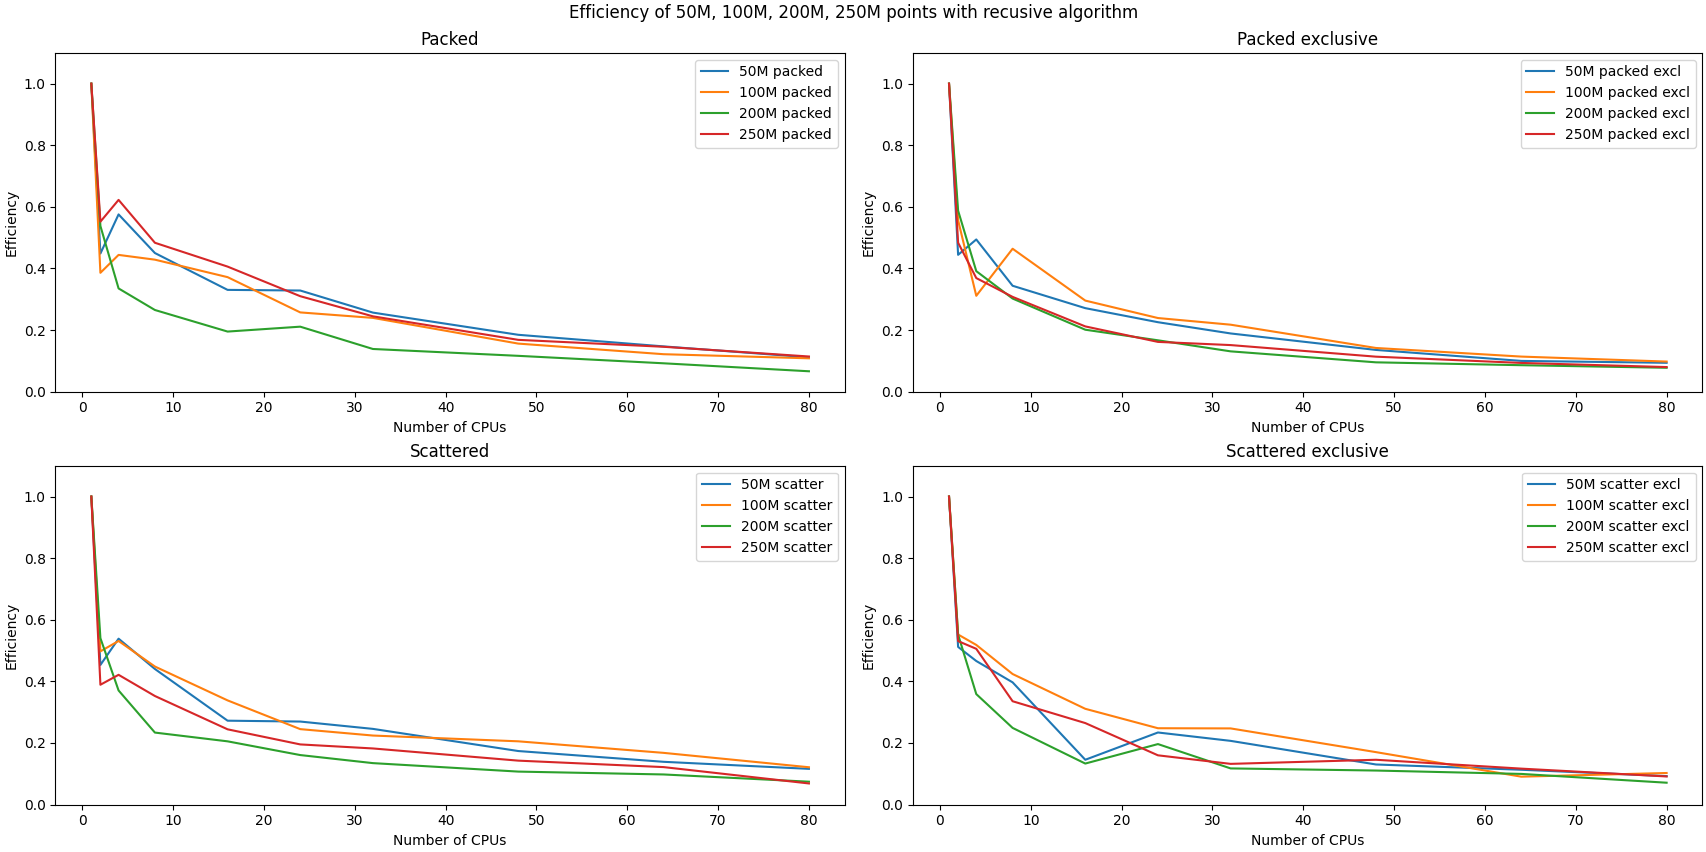 Efficiency of 50M, 100M, 200M, 250M points with recusive algorithm
Packed
1.0
0.8
0.6
0.4
0.2
0.0
Efficiency
50M packed
100M packed
200M packed
250M packed
0 10 20 30 40 50 60 70 80
Number of CPUs
Packed exclusive
1.0
0.8
0.6
0.4
0.2
0.0
Efficiency
50M packed excl
100M packed excl
200M packed excl
250M packed excl
0 10 20 30 40 50 60 70 80
Number of CPUs
Scattered
1.0
0.8
0.6
0.4
0.2
0.0
Efficiency
50M scatter
100M scatter
200M scatter
250M scatter
0 10 20 30 40 50 60 70 80
Number of CPUs
Scattered exclusive
1.0
0.8
0.6
0.4
0.2
0.0
Efficiency
50M scatter excl
100M scatter excl
200M scatter excl
250M scatter excl
0 10 20 30 40 50 60 70 80
Number of CPUs